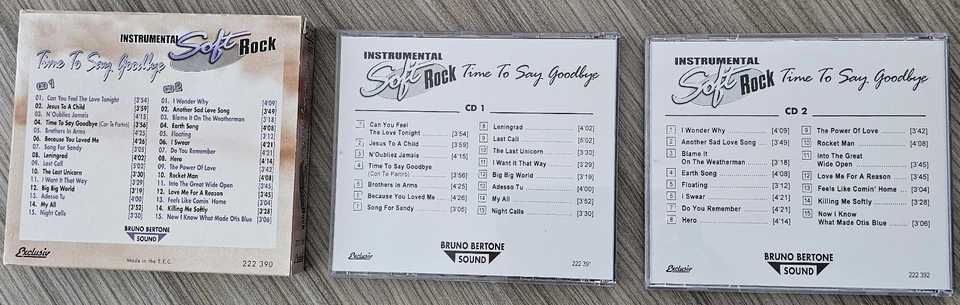 INSTRUMENTAL Soft Rock
Time To Say Goodbye
CD 1
01. Can You Feel The Love Tonight [3'54]
02. Jesus To A Child [3'59]
03. N'Oubliez Jamais [4'15]
04. Time To Say Goodbye (Con Te Partiro) [3'56]
05. Brothers In Arms [4'25]
06. Because You Loved Me [4'26]
07. Song For Sandy [3'05]
08. Leningrad [4'02]
09. Last Call [5'02]
10. The Last Unicorn [3'30]
11. I Want It That Way [3'29]
12. Big Big World [3'19]
13. Adesso Tu [4'00]
14. My All [3'52]
15. Night Calls [3'30]
CD 2
01. I Wonder Why [4'09]
02. Another Sad Love Song [3'49]
03. Blame It On The Weatherman [3'18]
04. Earth Song [4'08]
05. Floating [3'12]
06. I Swear [4'21]
07. Do You Remember [4'21]
08. Hero [4'14]
09. The Power Of Love [3'42]
10. Rocket Man [4'08]
11. Into The Great Wide Open [3'45]
12. Love Me For A Reason [3'45]
13. Feels Like Comin' Home [3'04]
14. Killing Me Softly [3'28]
15. Now I Know What Made Otis Blue [3'06]
BRUNO BERTONE
SOUND
Exclusiv
Made in the E.E.C.
222 390
INSTRUMENTAL
Soft Rock Time To Say Goodbye
CD 1
1 Can You Feel
The Love Tonight [3'54]
2 Jesus To A Child [3'59]
3 N'Oubliez Jamais [4'15]
4 Time To Say Goodbye
(Con Te Partiró) [3'56]
5 Brothers In Arms [4'25]
6 Because You Loved Me [4'26]
7 Song For Sandy [3'05]
8 Leningrad [4'02]
9 Last Call [5'02]
10 The Last Unicorn [3'30]
11 I Want It That Way [3'29]
12 Big Big World [3'19]
13 Adesso Tu [4'00]
14 My All [3'52]
15 Night Calls [3'30]
BRUNO BERTONE
SOUND
Exclusiv
222 391
INSTRUMENTAL
Soft Rock Time To Say Goodbye
CD 2
1 I Wonder Why [4'09]
2 Another Sad Love Song [3'49]
3 Blame It
On The Weatherman [3'18]
4 Earth Song [4'08]
5 Floating [3'12]
6 I Swear [4'21]
7 Do You Remember [4'21]
8 Hero [4'14]
9 The Power Of Love [3'42]
10 Rocket Man [4'08]
11 Into The Great
Wide Open [3'45]
12 Love Me For A Reason [3'45]
13 Feels Like Comin' Home [3'04]
14 Killing Me Softly [3'28]
15 Now I Know
What Made Otis Blue [3'06]
BRUNO BERTONE
SOUND
Exclusiv
222 392